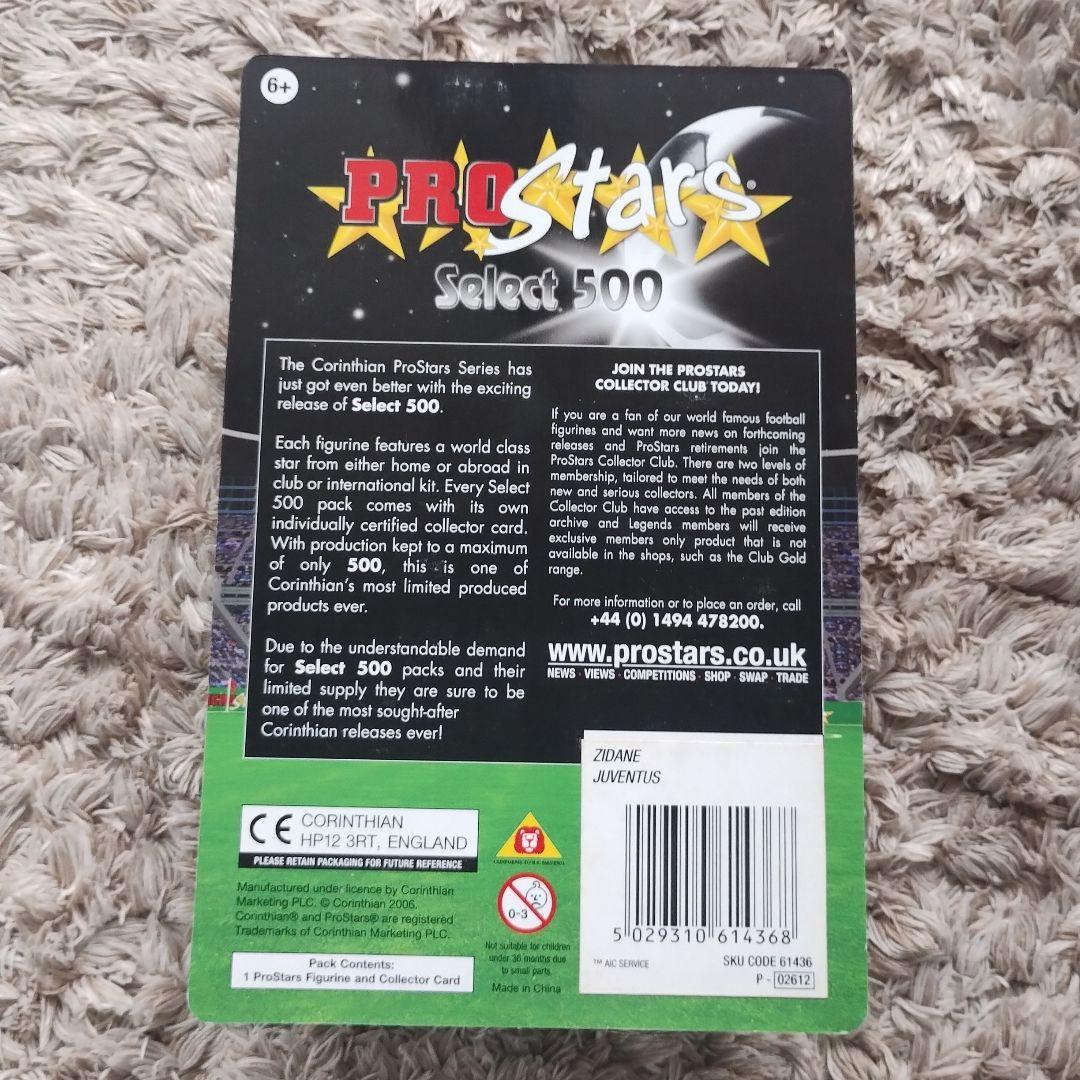 6+
PROStars®
Select 500
The Corinthian ProStars Series has
just got even better with the exciting
release of Select 500.
Each figurine features a world class
star from either home or abroad in
club or international kit. Every Select
500 pack comes with its own
individually certified collector card.
With production kept to a maximum
of only 500, this is one of
Corinthian's most limited produced
products ever.
Due to the understandable demand
for Select 500 packs and their
limited supply they are sure to be
one of the most sought-after
Corinthian releases ever!
JOIN THE PROSTARS
COLLECTOR CLUB TODAY!
If you are a fan of our world famous football
figurines and want more news on forthcoming
releases and ProStars retirements join the
ProStars Collector Club. There are two levels of
membership, tailored to meet the needs of both
new and serious collectors. All members of the
Collector Club have access to the past edition
archive and Legends members will receive
exclusive members only product that is not
available in the shops, such as the Club Gold
range.
For more information or to place an order, call
+44 (0) 1494 478200.
www.prostars.co.uk
NEWS · VIEWS · COMPETITIONS · SHOP · SWAP · TRADE
CE CORINTHIAN
HP12 3RT, ENGLAND
PLEASE RETAIN PACKAGING FOR FUTURE REFERENCE
Manufactured under licence by Corinthian
Marketing PLC. © Corinthian 2006.
Corinthian® and ProStars® are registered
Trademarks of Corinthian Marketing PLC.
Pack Contents:
1 ProStars Figurine and Collector Card
0-3
Not suitable for children
under 36 months due
to small parts.
Made in China
ZIDANE
JUVENTUS
5 029310 614368
™ AIC SERVICE
SKU CODE 61436
P - 02612